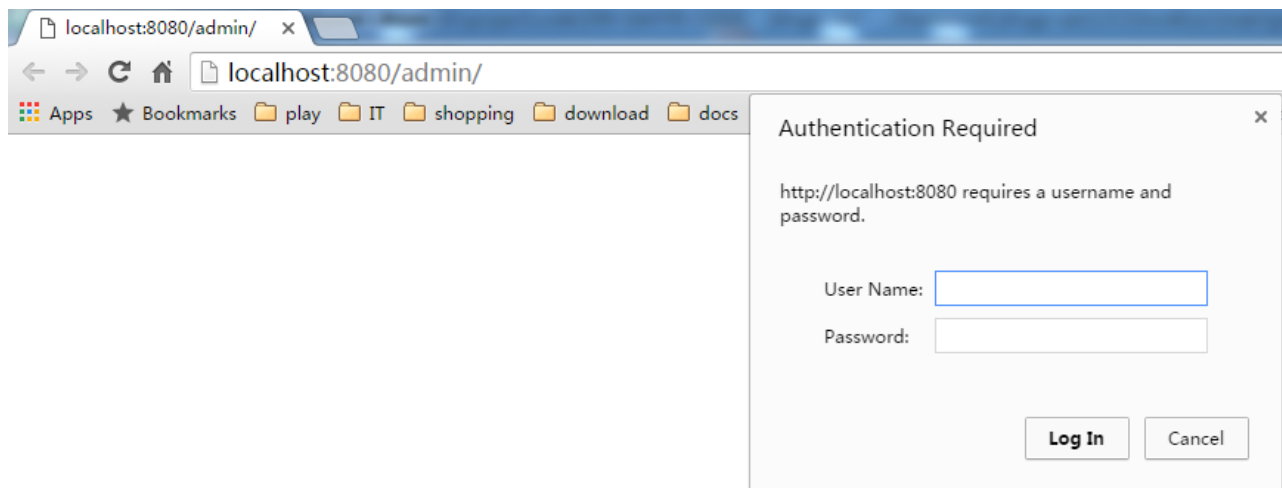 localhost:8080/admin/
localhost:8080/admin/
Apps Bookmarks play IT shopping download docs
Authentication Required
http://localhost:8080 requires a username and
password.
User Name:
Password:
Log In Cancel